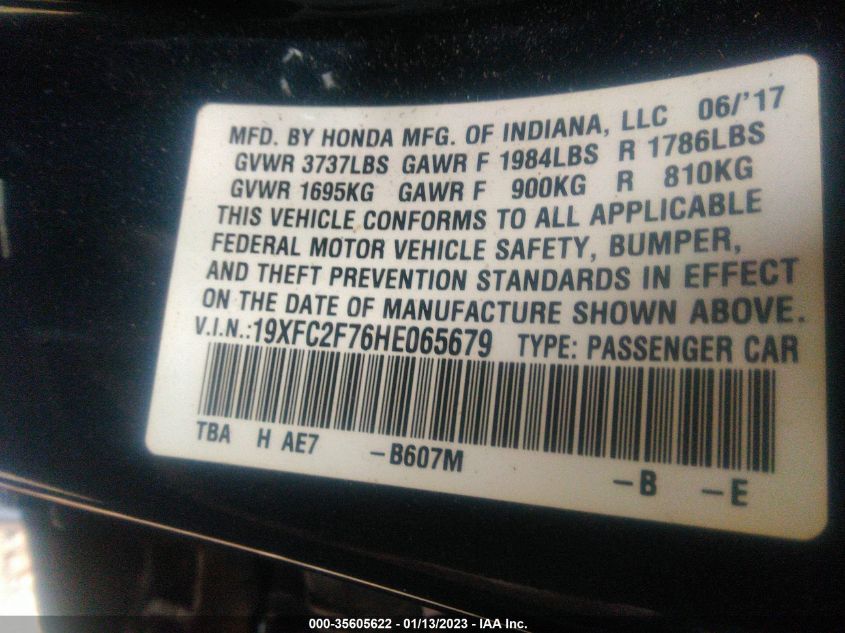 MFD. BY HONDA MFG. OF INDIANA, LLC 06/'17
GVWR 3737LBS GAWR F 1984LBS R 1786LBS
GVWR 1695KG GAWR F 900KG R 810KG
THIS VEHICLE CONFORMS TO ALL APPLICABLE
FEDERAL MOTOR VEHICLE SAFETY, BUMPER,
AND THEFT PREVENTION STANDARDS IN EFFECT
ON THE DATE OF MANUFACTURE SHOWN ABOVE.
V.I.N.:19XFC2F76HE065679 TYPE: PASSENGER CAR
TBA H AE7 -B607M -B -E
000-35605622 - 01/13/2023 - IAA Inc.